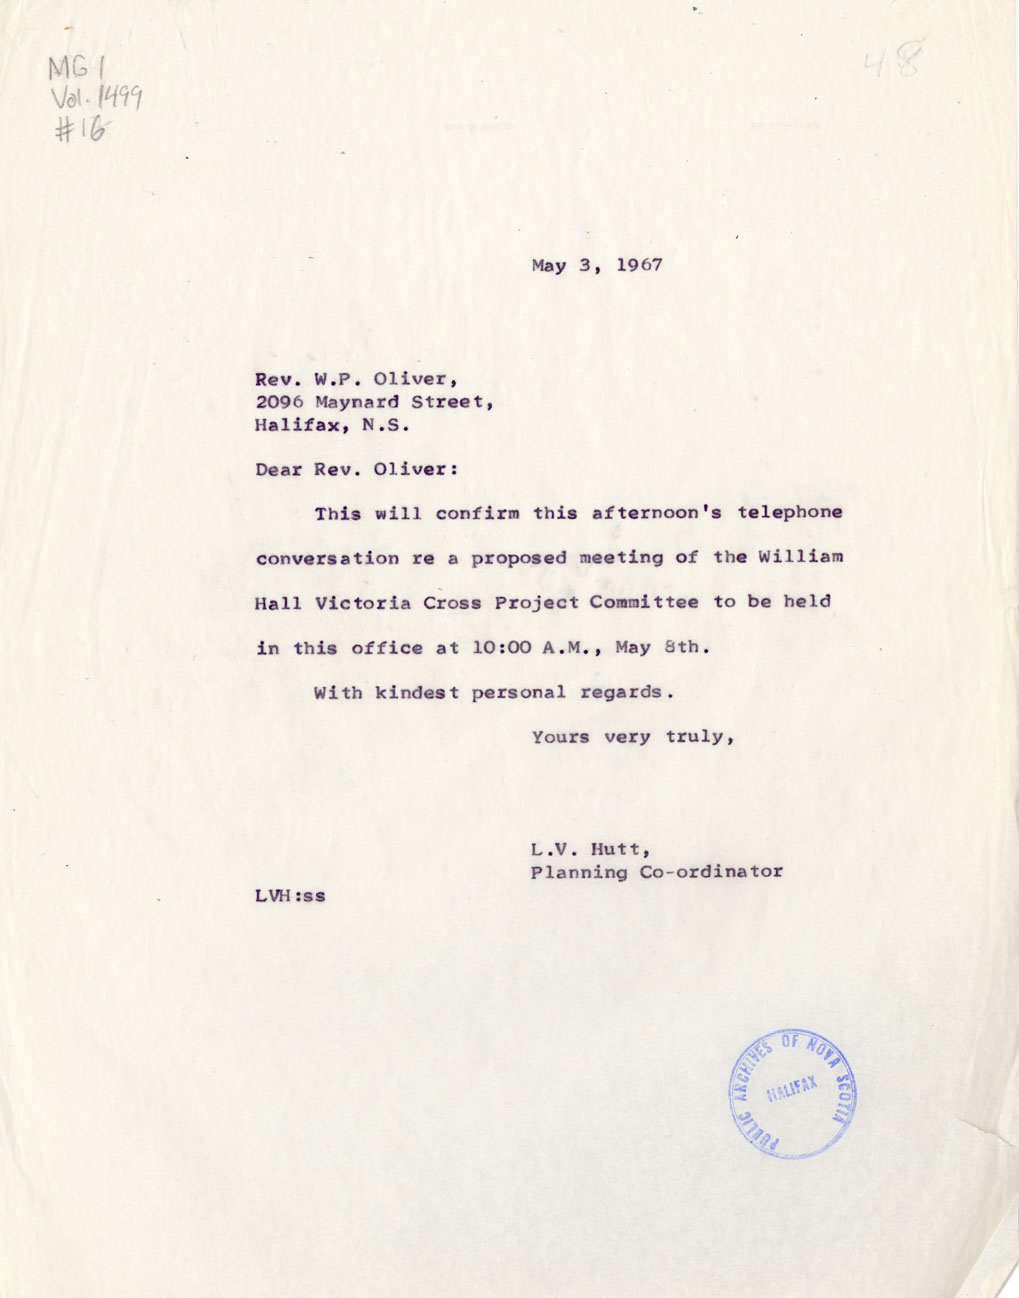 MG 1
Vol. 1499
#16
48
May 3, 1967
Rev. W.P. Oliver,
2096 Maynard Street,
Halifax, N.S.
Dear Rev. Oliver:
This will confirm this afternoon's telephone
conversation re a proposed meeting of the William
Hall Victoria Cross Project Committee to be held
in this office at 10:00 A.M., May 8th.
With kindest personal regards.
Yours very truly,
L.V. Hutt,
Planning Co-ordinator
LVH:ss
PUBLIC ARCHIVES OF NOVA SCOTIA
HALIFAX